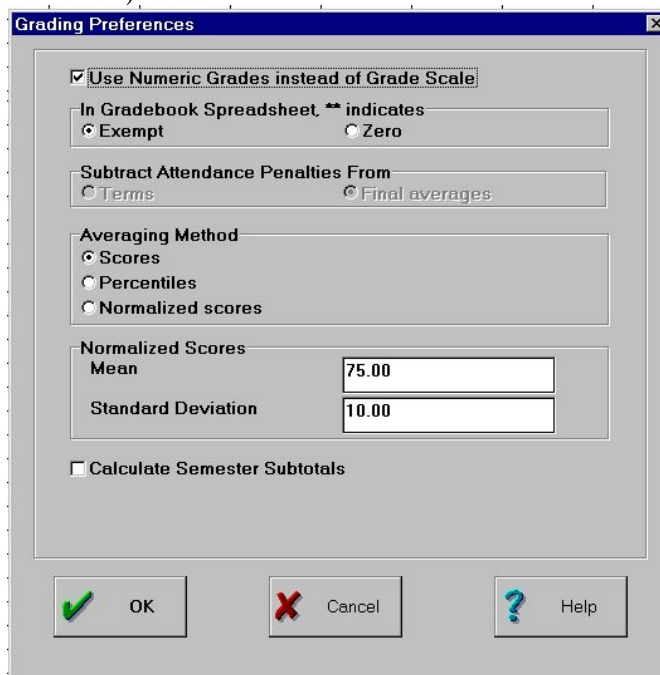 Grading Preferences
Use Numeric Grades instead of Grade Scale
In Gradebook Spreadsheet, ** indicates
Exempt Zero
Subtract Attendance Penalties From
Terms Final averages
Averaging Method
Scores
Percentiles
Normalized scores
Normalized Scores
Mean 75.00
Standard Deviation 10.00
Calculate Semester Subtotals
OK Cancel Help